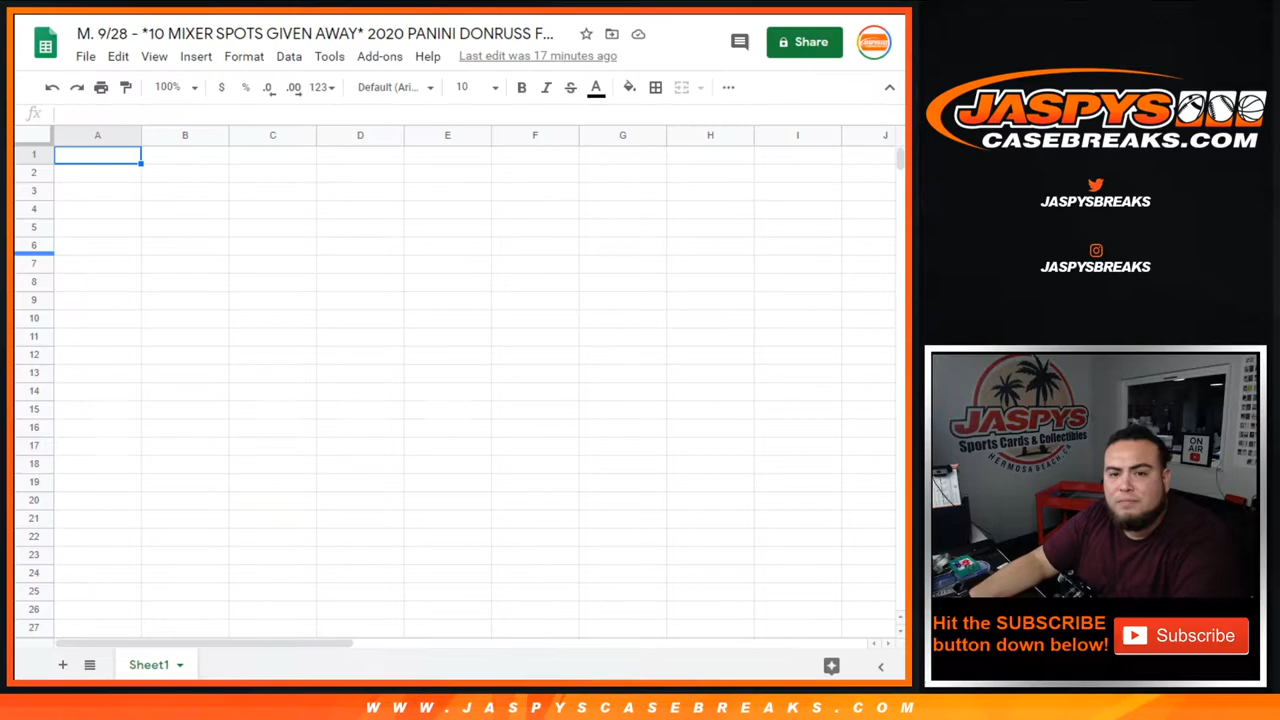 M. 9/28 - *10 MIXER SPOTS GIVEN AWAY* 2020 PANINI DONRUSS F...
Share
File Edit View Insert Format Data Tools Add-ons Help Last edit was 17 minutes ago
100% $ % .0 .00 123 Default (Ari... 10 B I S A
fx
A B C D E F G H I J
1
2
3
4
5
6
7
8
9
10
11
12
13
14
15
16
17
18
19
20
21
22
23
24
25
26
27
Sheet1
JASPYS
CASEBREAKS.COM
JASPYSBREAKS
JASPYSBREAKS
JASPYS
Sports Cards & Collectibles
HERMOSA BEACH, CA
ON
AIR
Hit the SUBSCRIBE
button down below!
Subscribe
WWW.JASPYSCASEBREAKS.COM